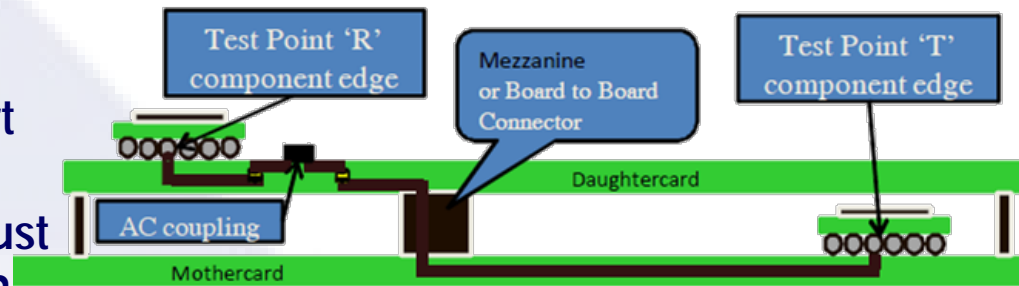 Test Point ‘R’
component edge
Mezzanine
or Board to Board
Connector
Test Point ‘T’
component edge
Daughtercard
AC coupling
Mothercard